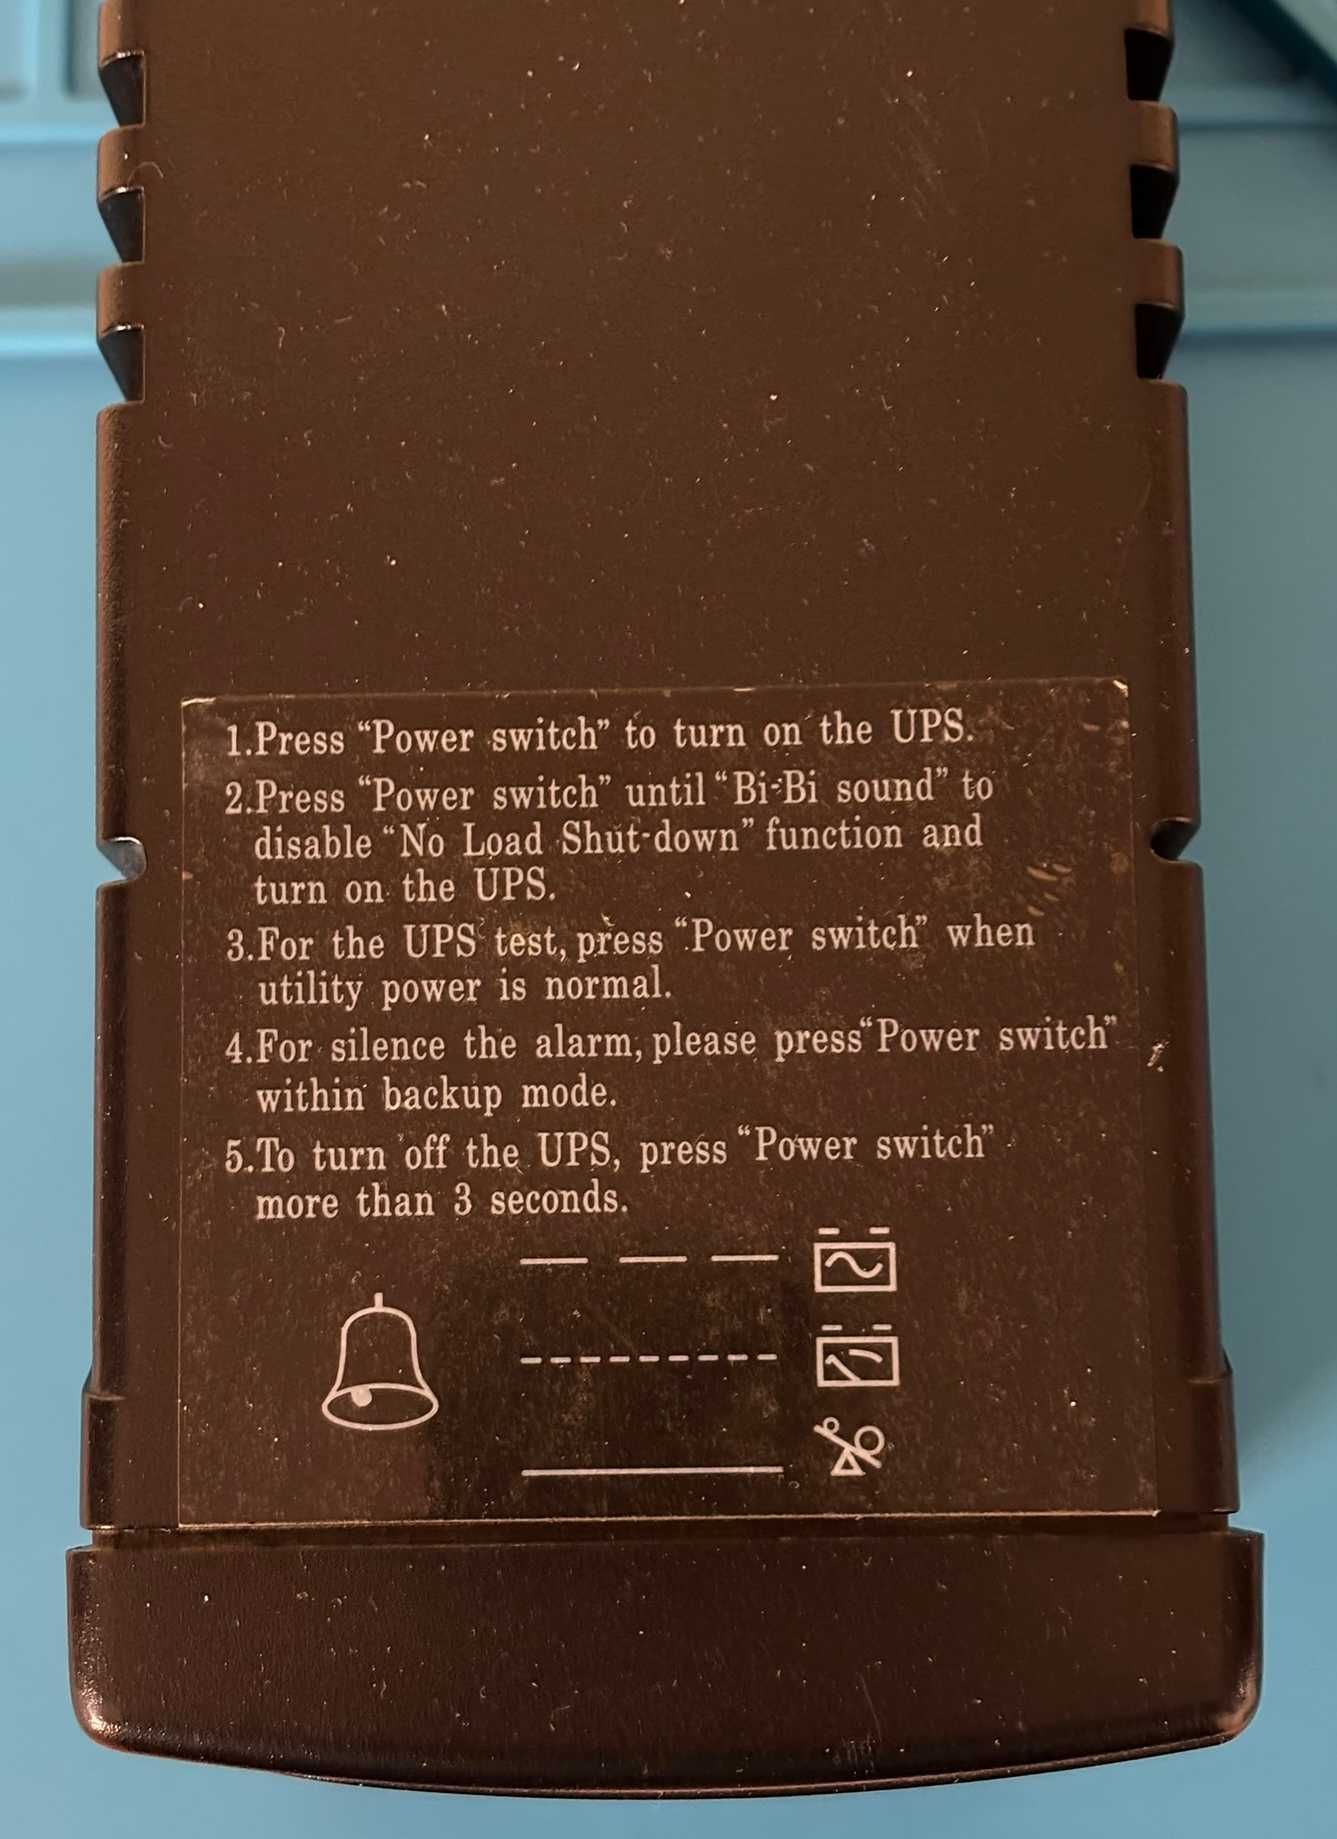 1.Press “Power switch” to turn on the UPS.
2.Press “Power switch” until “Bi-Bi sound” to
disable “No Load Shut-down” function and
turn on the UPS.
3.For the UPS test, press “Power switch” when
utility power is normal.
4.For silence the alarm, please press “Power switch”
within backup mode.
5.To turn off the UPS, press “Power switch”
more than 3 seconds.